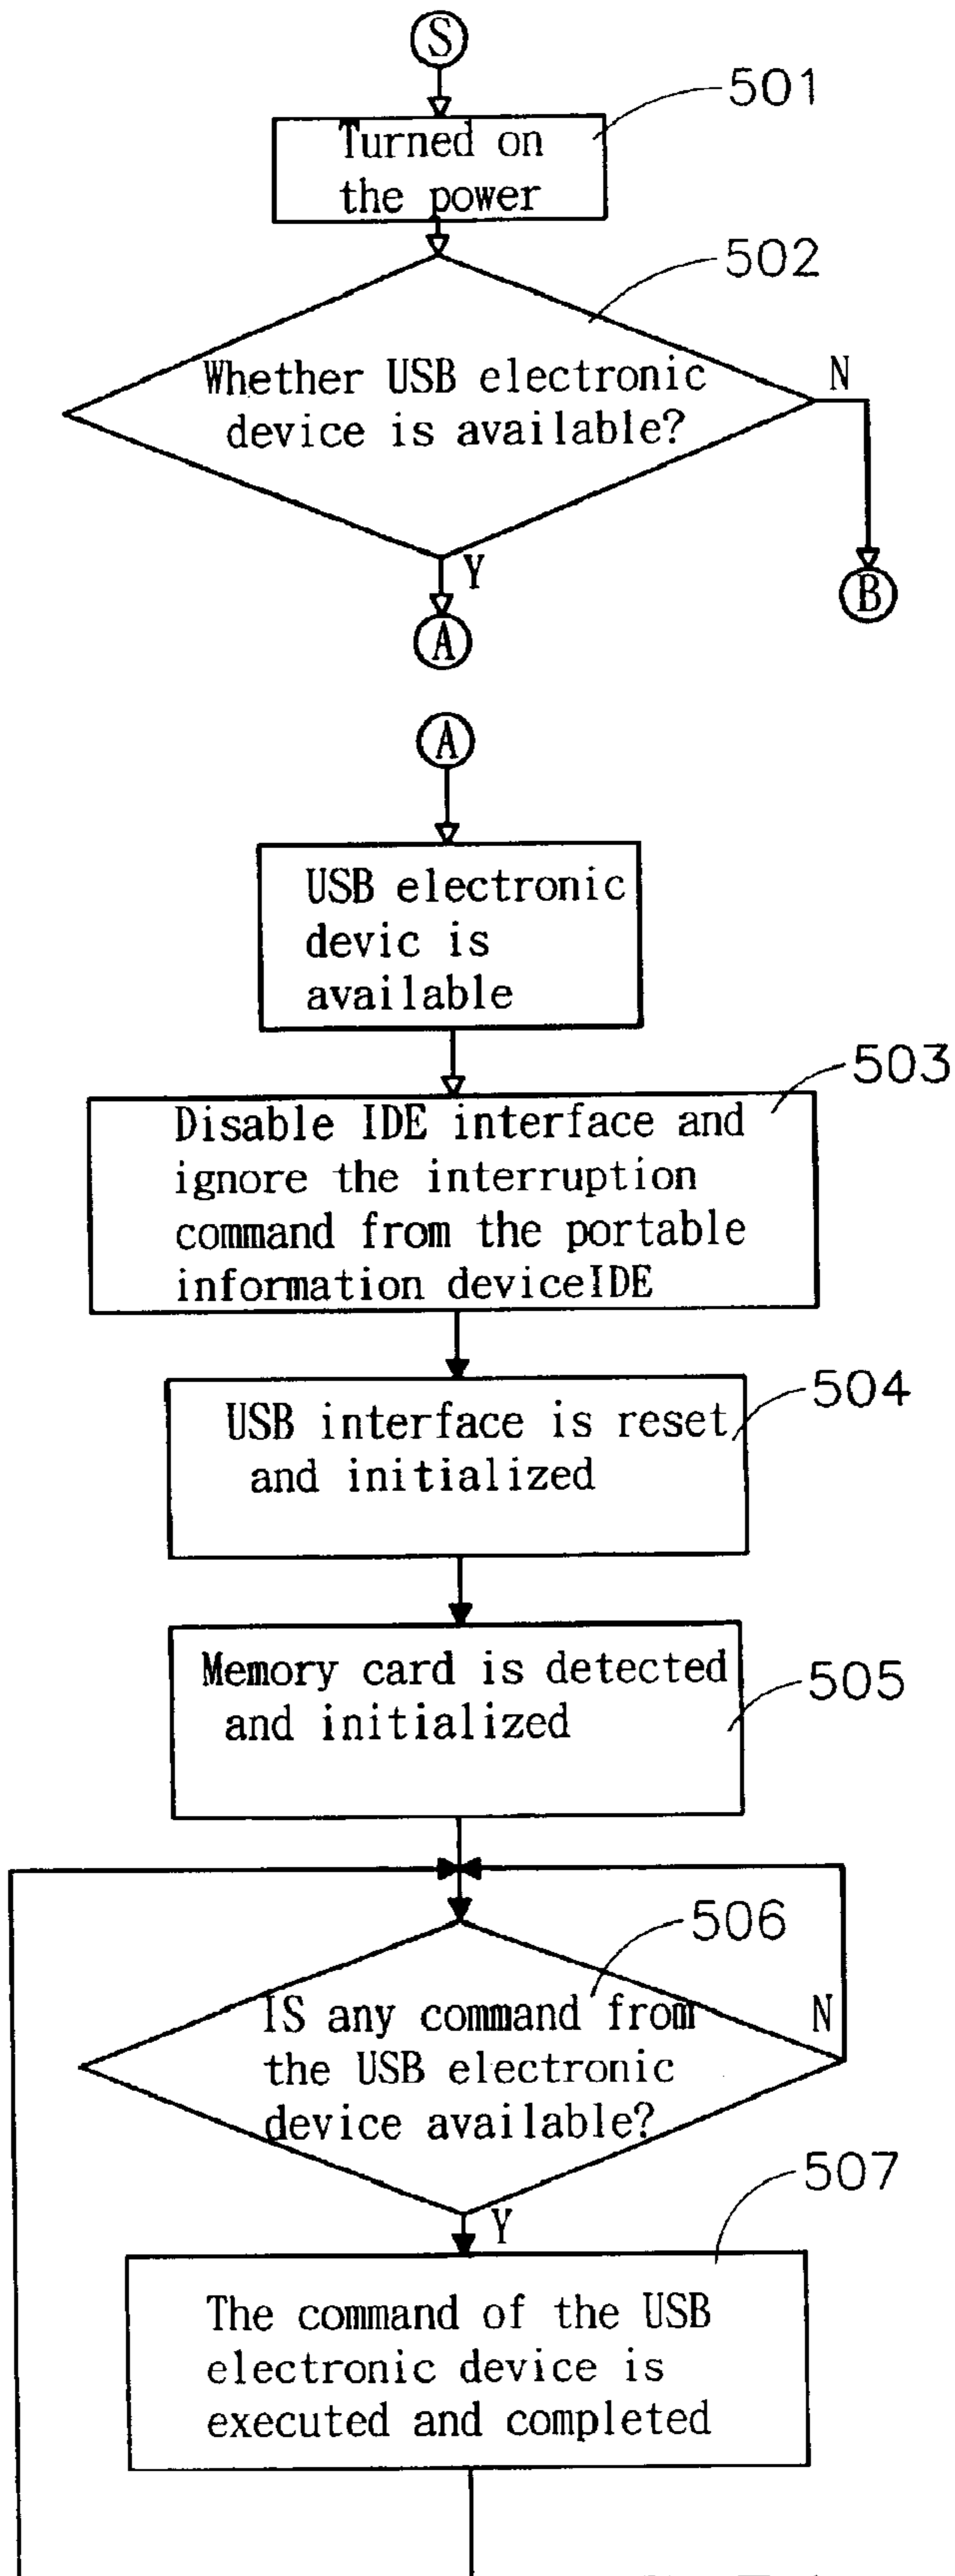 S
501
Turned on
the power
502
Whether USB electronic
device is available?
N
Y
B
A
A
USB electronic
devic is
available
503
Disable IDE interface and
ignore the interruption
command from the portable
information deviceIDE
504
USB interface is reset
and initialized
505
Memory card is detected
and initialized
506
IS any command from
the USB electronic
device available?
N
Y
507
The command of the USB
electronic device is
executed and completed